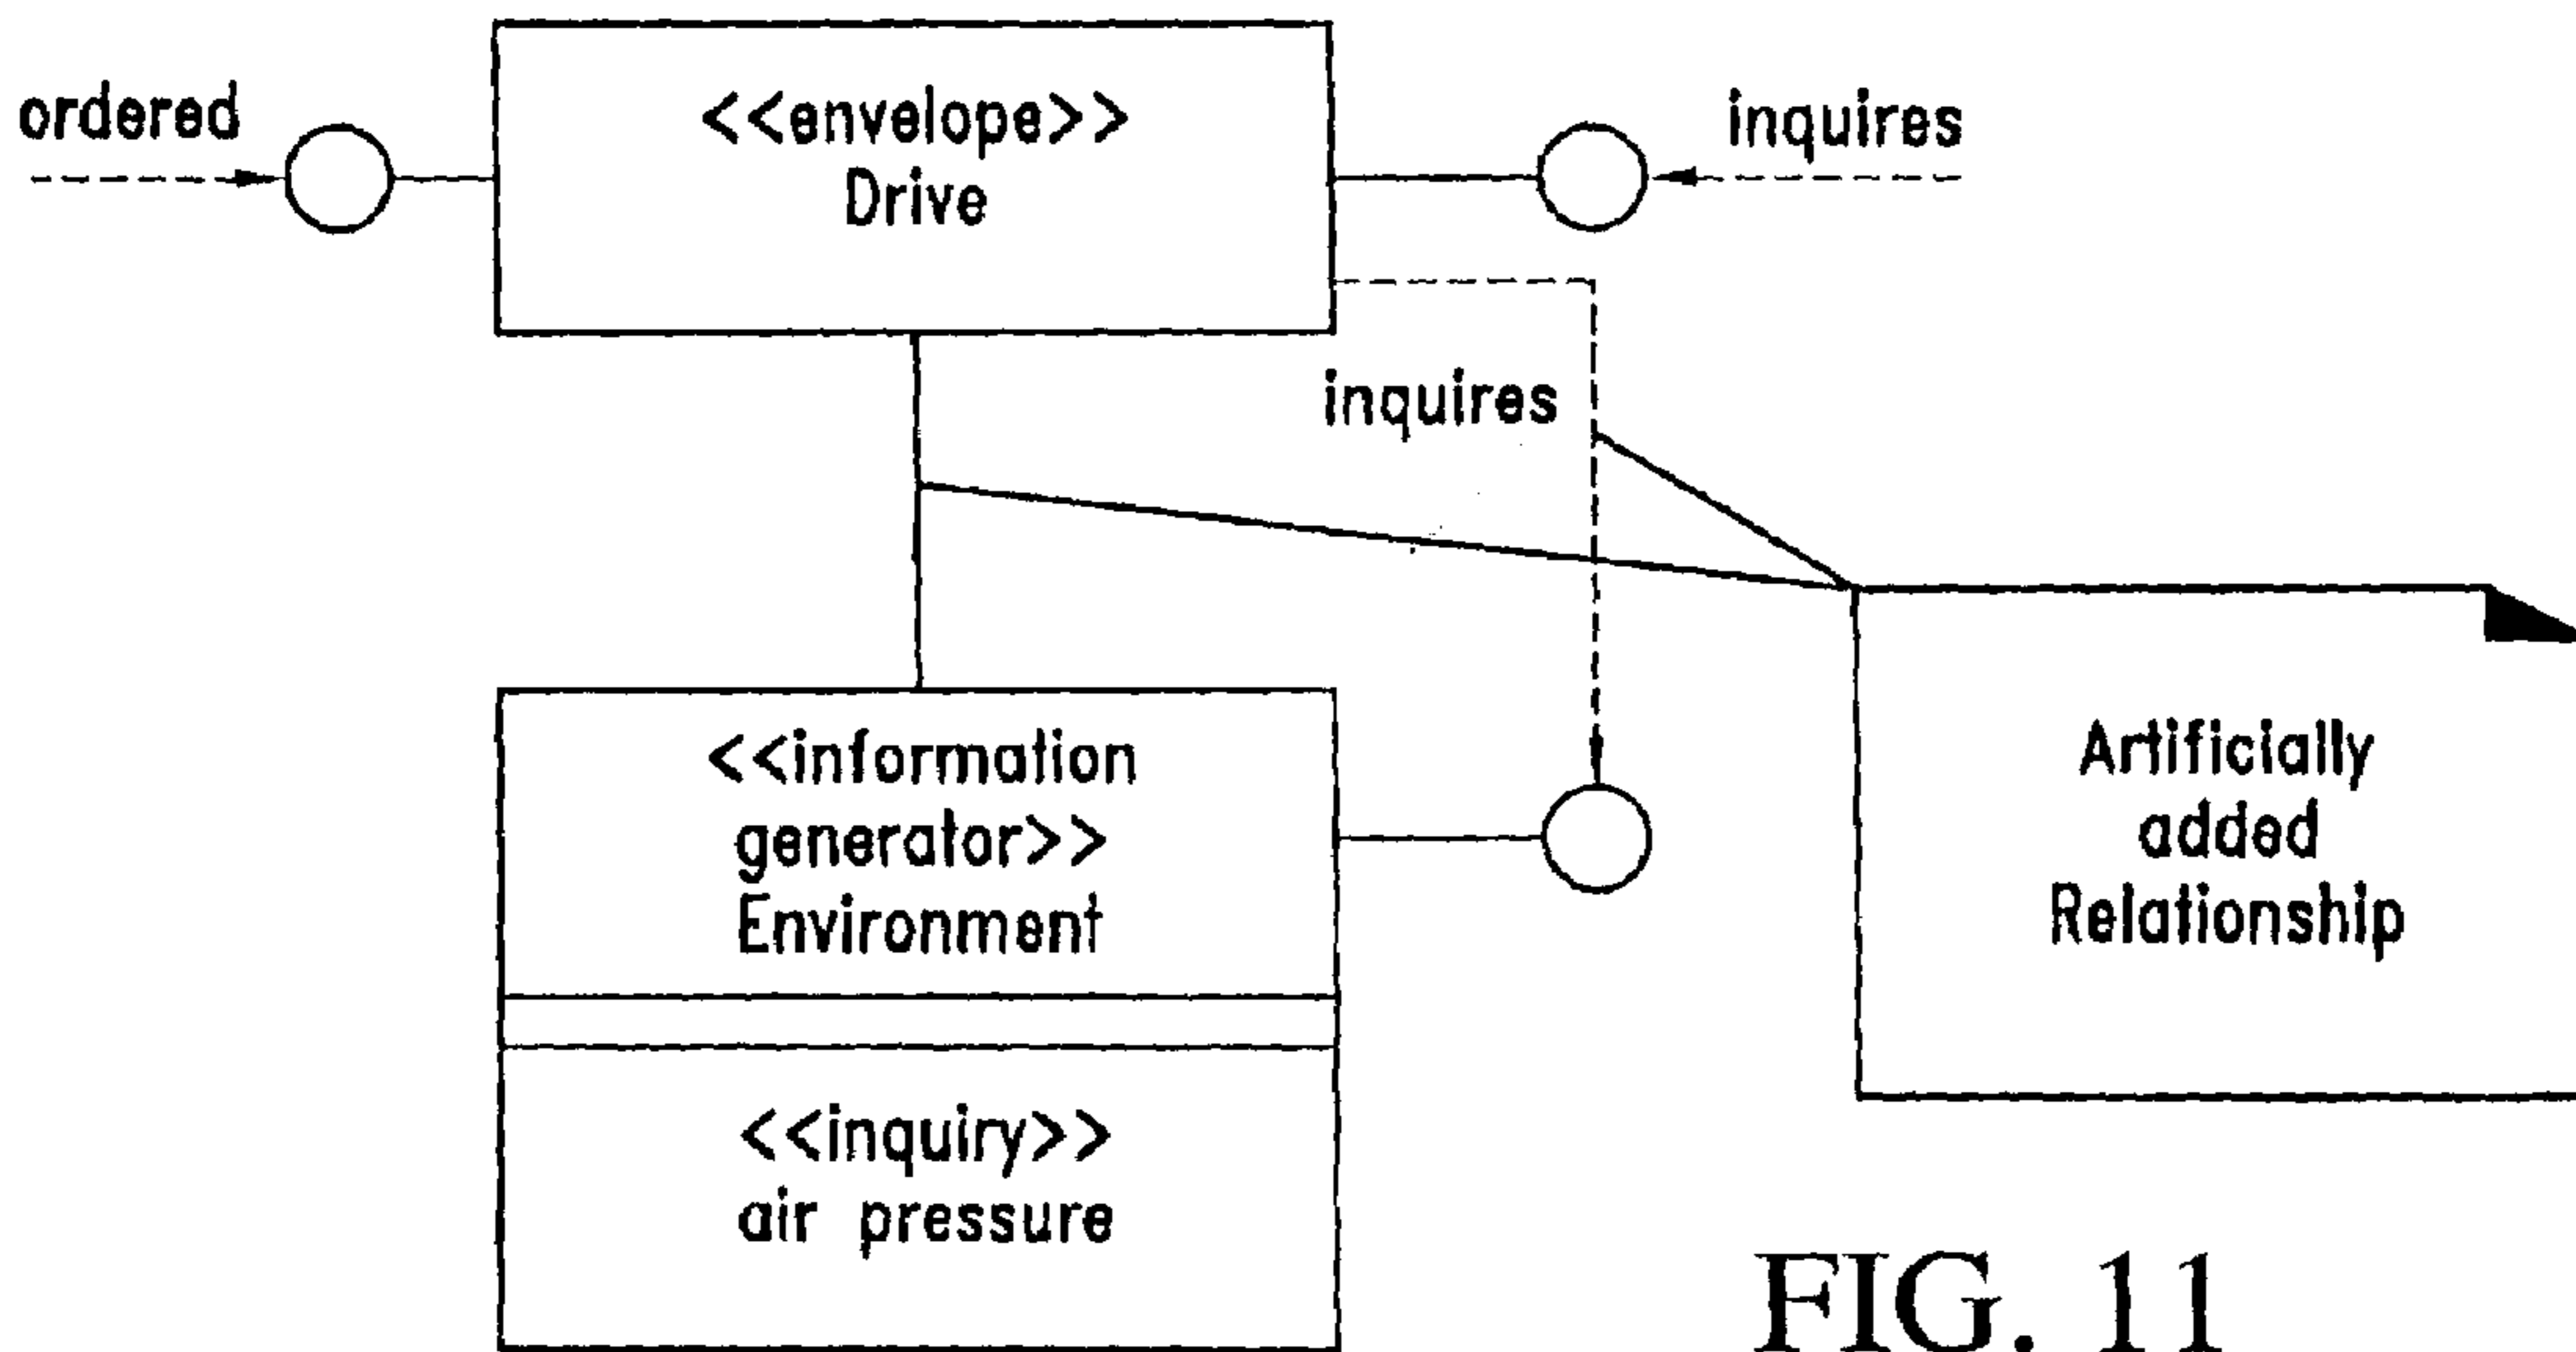 ordered
<<envelope>>
Drive
inquires
inquires
<<information
generator>>
Environment
<<inquiry>>
air pressure
Artificially
added
Relationship
FIG. 11